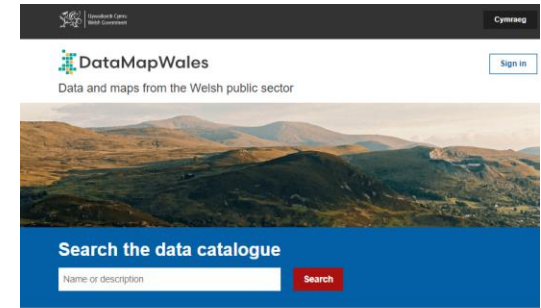 Llywodraeth Cymru
Welsh Government
Cymraeg
DataMapWales
Sign in
Data and maps from the Welsh public sector
Search the data catalogue
Name or description
Search